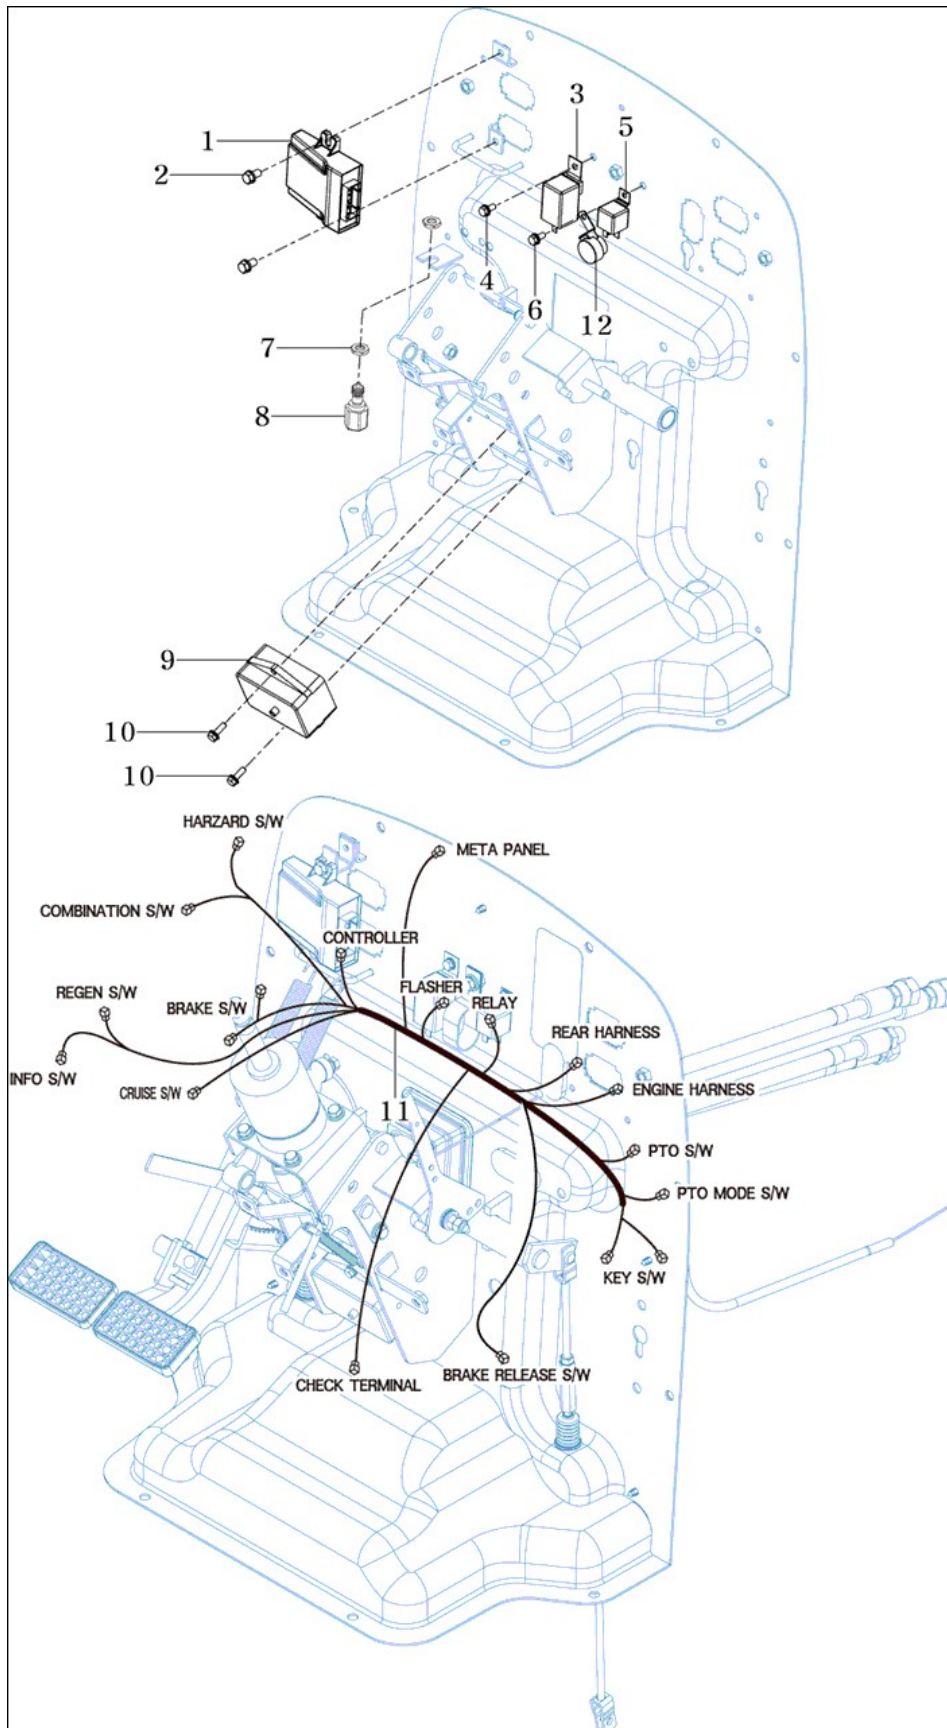 3
1
5
2
4
6
12
7
8
9
10
10
HARZARD S/W
META PANEL
COMBINATION S/W
CONTROLLER
FLASHER
REGEN S/W
BRAKE S/W
RELAY
REAR HARNESS
INFO S/W
CRUISE S/W
11
ENGINE HARNESS
PTO S/W
PTO MODE S/W
KEY S/W
CHECK TERMINAL
BRAKE RELEASE S/W